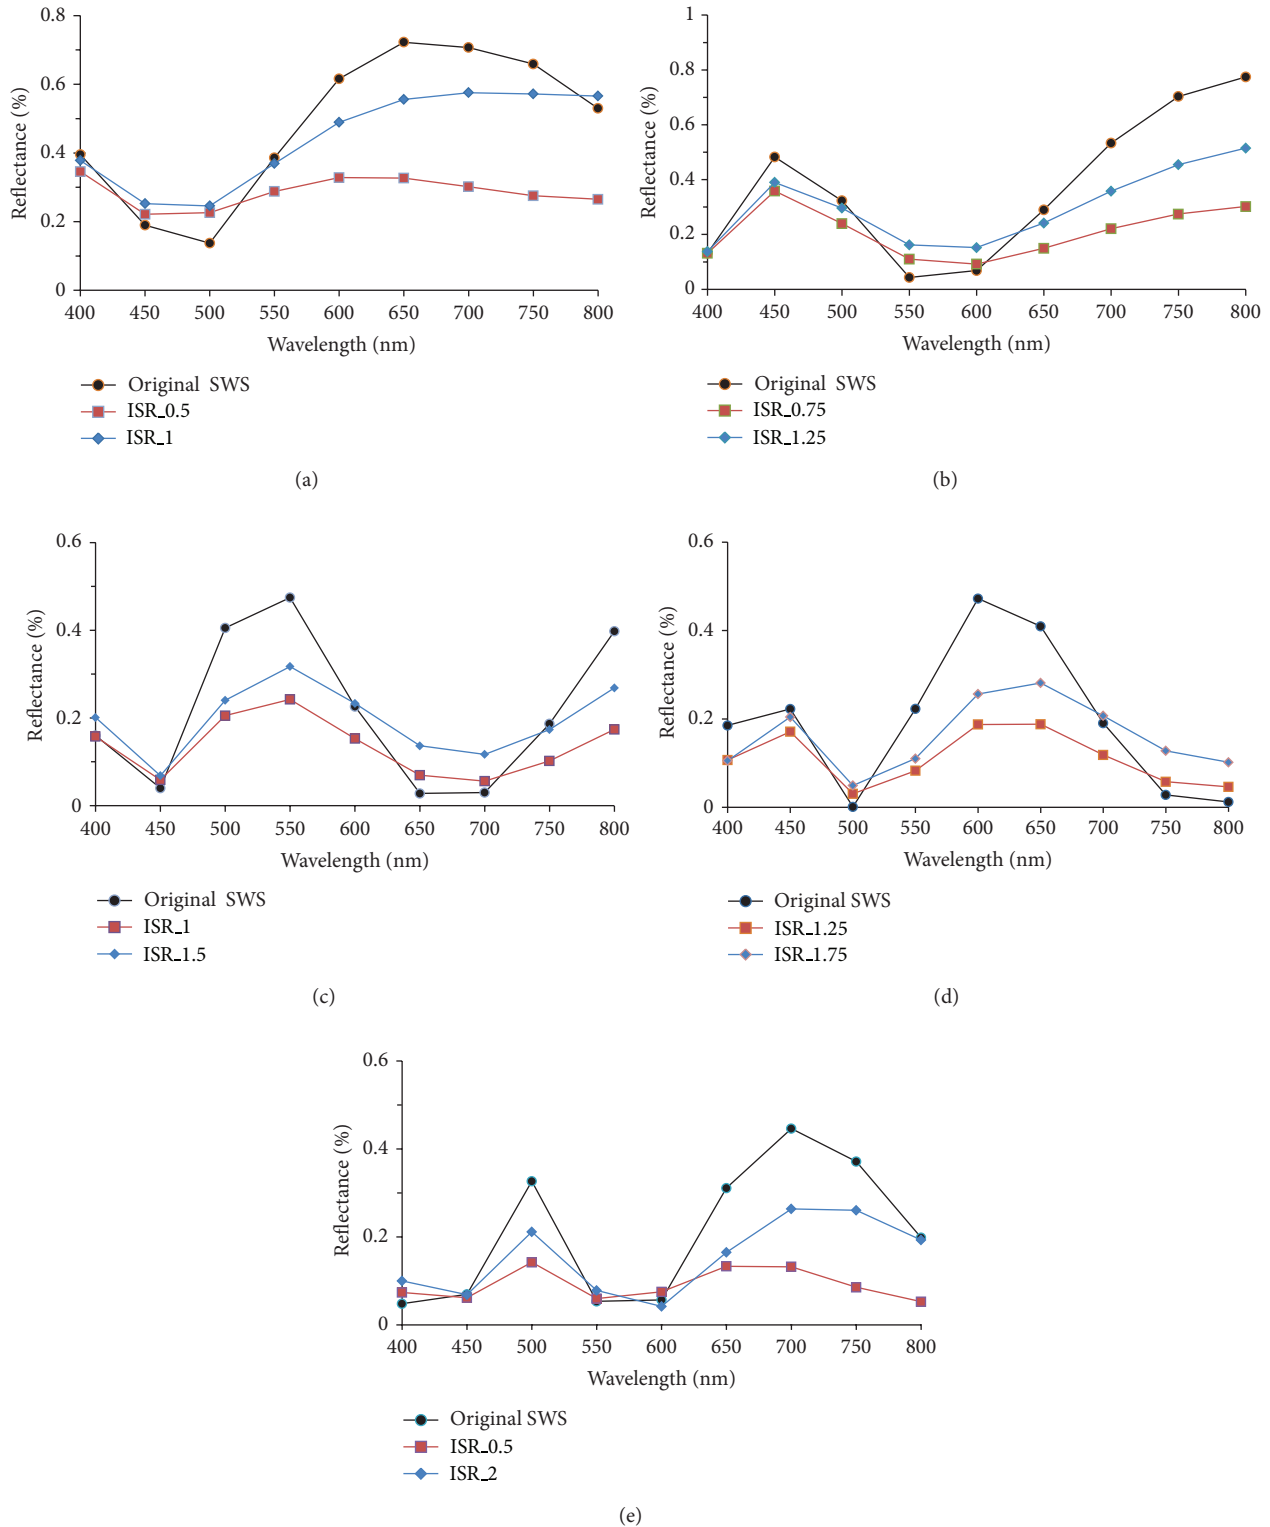 0.8
0.6
0.4
0.2
0
Reflectance (%)
400 450 500 550 600 650 700 750 800
Wavelength (nm)
Original SWS
ISR_0.5
ISR_1
(a)
1
0.8
0.6
0.4
0.2
0
Reflectance (%)
400 450 500 550 600 650 700 750 800
Wavelength (nm)
Original SWS
ISR_0.75
ISR_1.25
(b)
0.6
0.4
0.2
0
Reflectance (%)
400 450 500 550 600 650 700 750 800
Wavelength (nm)
Original SWS
ISR_1
ISR_1.5
(c)
0.6
0.4
0.2
0
Reflectance (%)
400 450 500 550 600 650 700 750 800
Wavelength (nm)
Original SWS
ISR_1.25
ISR_1.75
(d)
0.6
0.4
0.2
0
Reflectance (%)
400 450 500 550 600 650 700 750 800
Wavelength (nm)
Original SWS
ISR_0.5
ISR_2
(e)